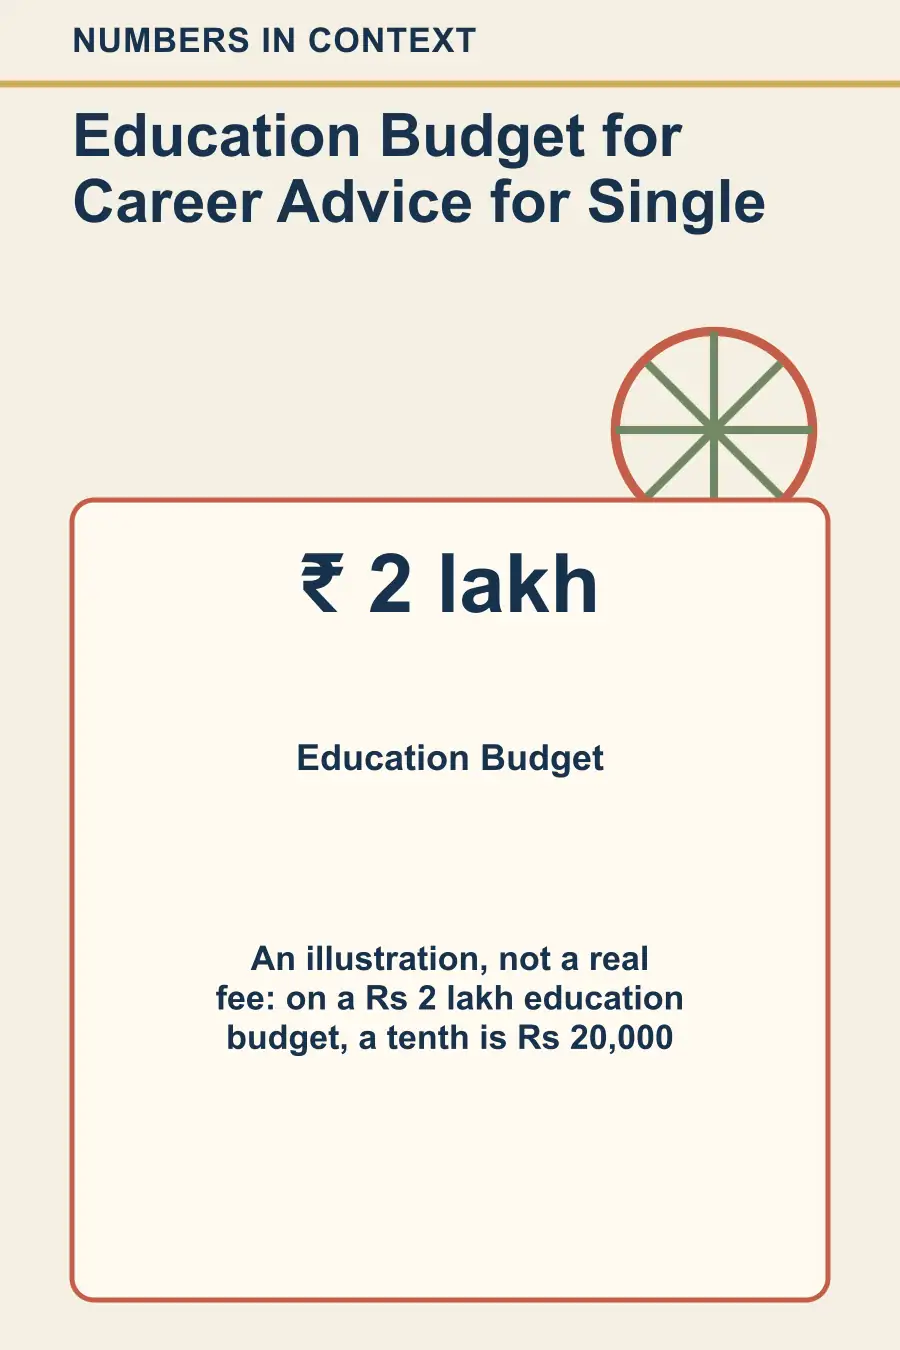 NUMBERS IN CONTEXT
Education Budget for
Career Advice for Single
₹ 2 lakh
Education Budget
An illustration, not a real
fee: on a Rs 2 lakh education
budget, a tenth is Rs 20,000